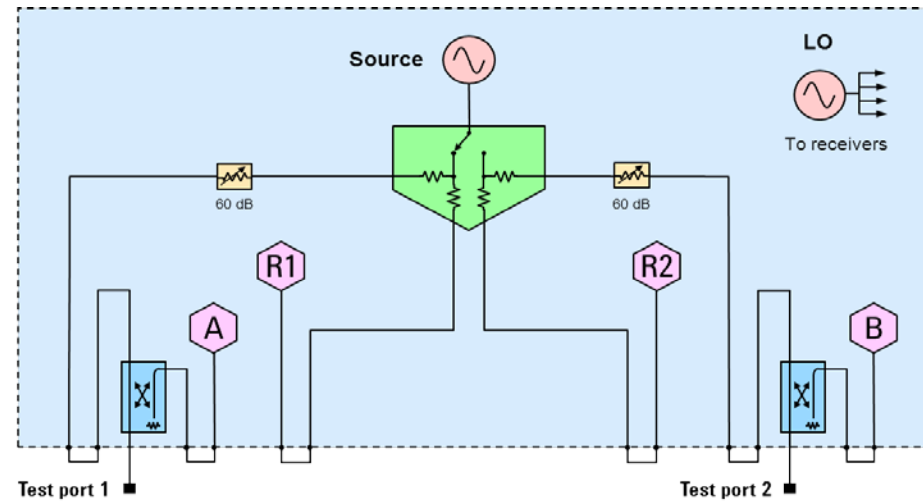 LO
Source
To receivers
60 dB
60 dB
R1
R2
A
B
Test port 1
Test port 2